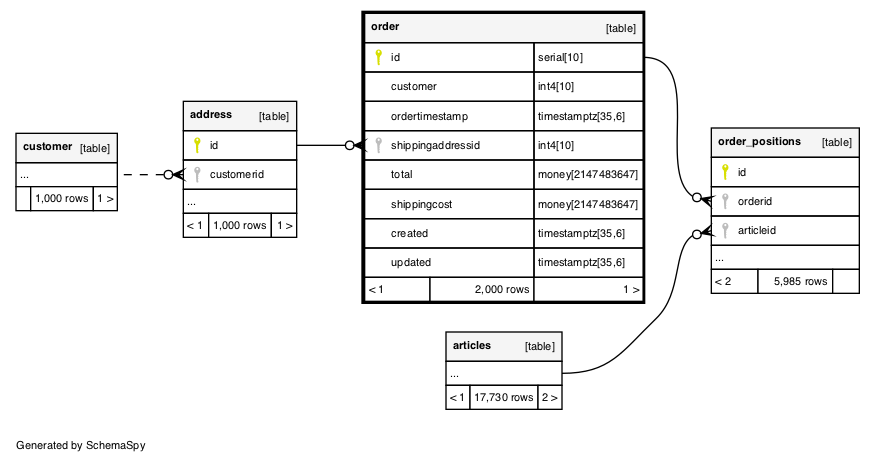 customer [table]
...
1,000 rows 1 >
address [table]
id
customerid
...
< 1 1,000 rows 1 >
order [table]
id serial[10]
customer int4[10]
ordertimestamp timestamptz[35,6]
shippingaddressid int4[10]
total money[2147483647]
shippingcost money[2147483647]
created timestamptz[35,6]
updated timestamptz[35,6]
< 1 2,000 rows 1 >
order_positions [table]
id
orderid
articleid
...
< 2 5,985 rows
articles [table]
...
< 1 17,730 rows 2 >
Generated by SchemaSpy